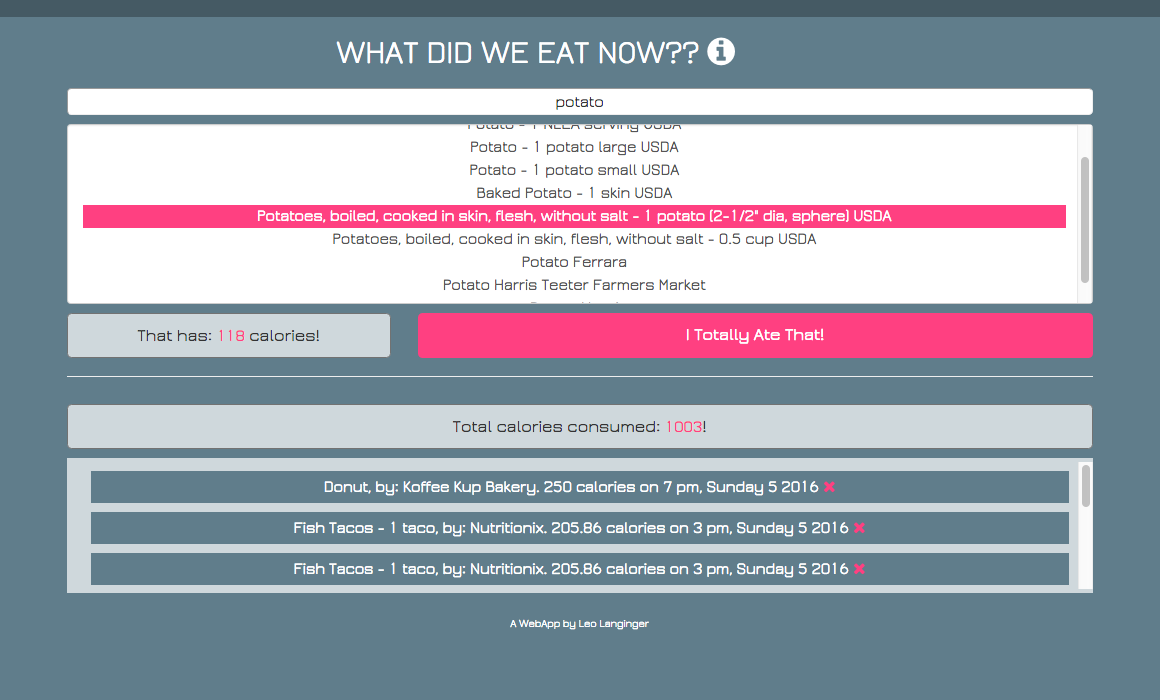 WHAT DID WE EAT NOW??
potato
Potato - 1 NLEA serving USDA
Potato - 1 potato large USDA
Potato - 1 potato small USDA
Baked Potato - 1 skin USDA
Potatoes, boiled, cooked in skin, flesh, without salt - 1 potato (2-1/2" dia, sphere) USDA
Potatoes, boiled, cooked in skin, flesh, without salt - 0.5 cup USDA
Potato Ferrara
Potato Harris Teeter Farmers Market
That has: 118 calories!
I Totally Ate That!
Total calories consumed: 1003!
Donut, by: Koffee Kup Bakery. 250 calories on 7 pm, Sunday 5 2016
Fish Tacos - 1 taco, by: Nutritionix. 205.86 calories on 3 pm, Sunday 5 2016
Fish Tacos - 1 taco, by: Nutritionix. 205.86 calories on 3 pm, Sunday 5 2016
A WebApp by Leo Langinger